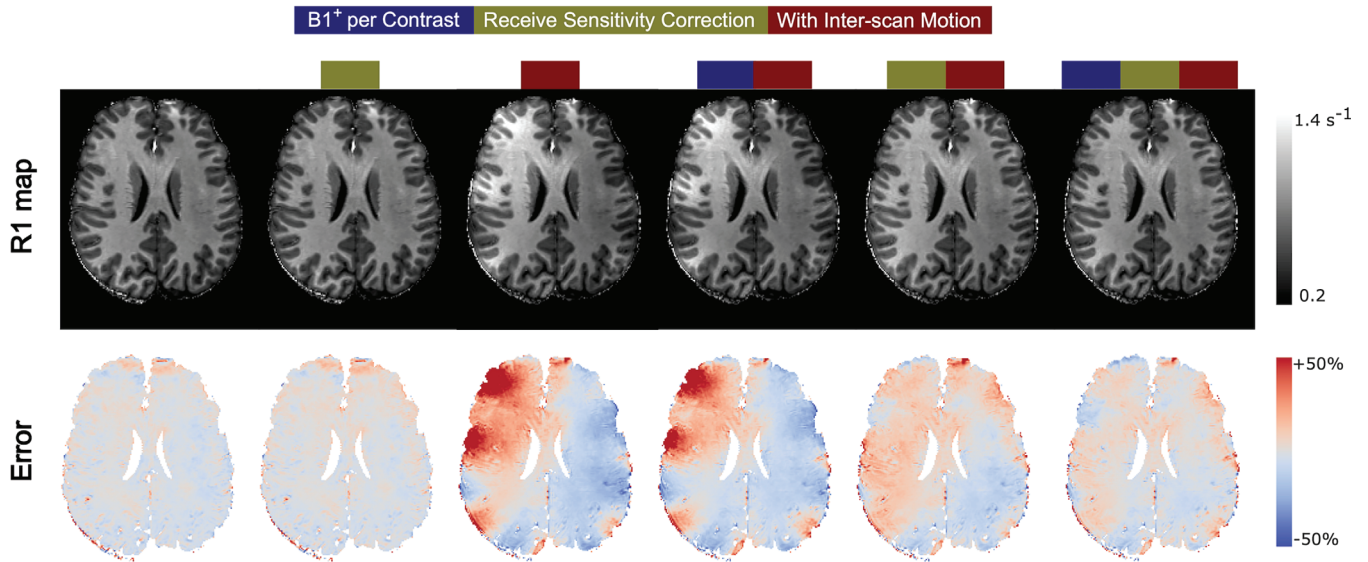 B1+ per Contrast Receive Sensitivity Correction With Inter-scan Motion
R1 map
1.4 s-1
0.2
Error
+50%
-50%